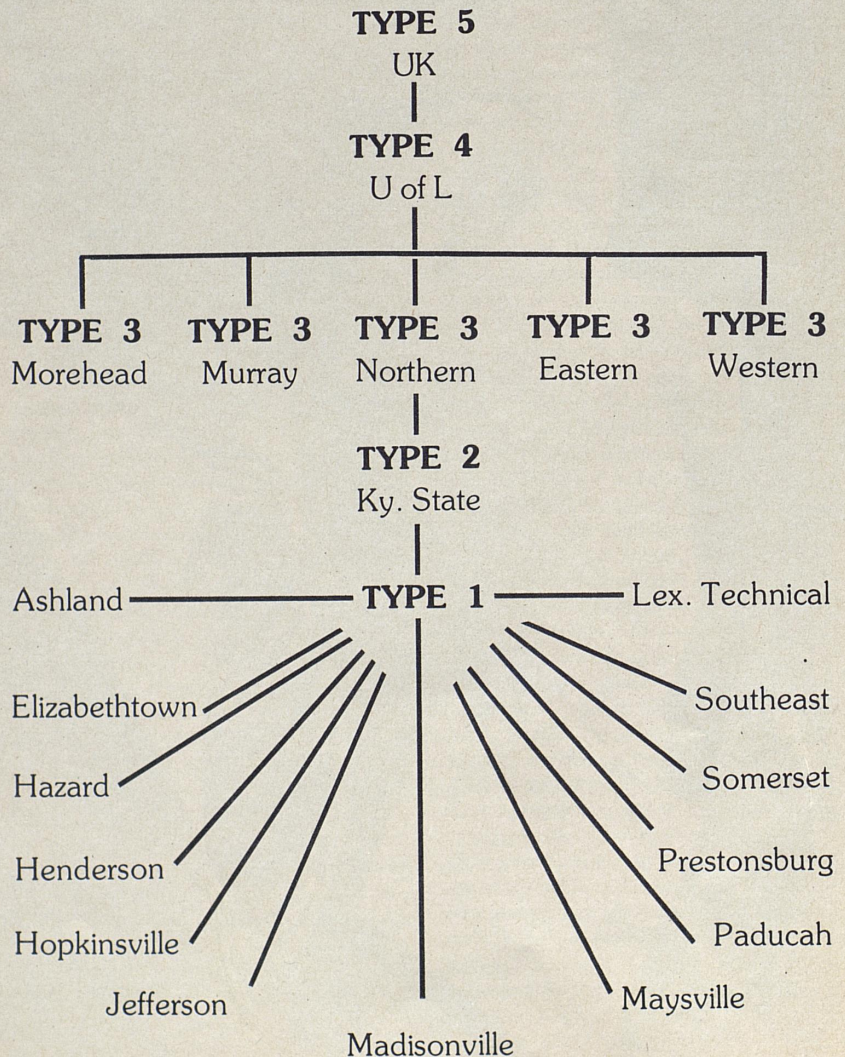 TYPE 5
UK
TYPE 4
U of L
TYPE 3
Morehead
TYPE 3
Murray
TYPE 3
Northern
TYPE 3
Eastern
TYPE 3
Western
TYPE 2
Ky. State
TYPE 1
Ashland
Elizabethtown
Hazard
Henderson
Hopkinsville
Jefferson
Madisonville
Maysville
Paducah
Prestonsburg
Somerset
Southeast
Lex. Technical